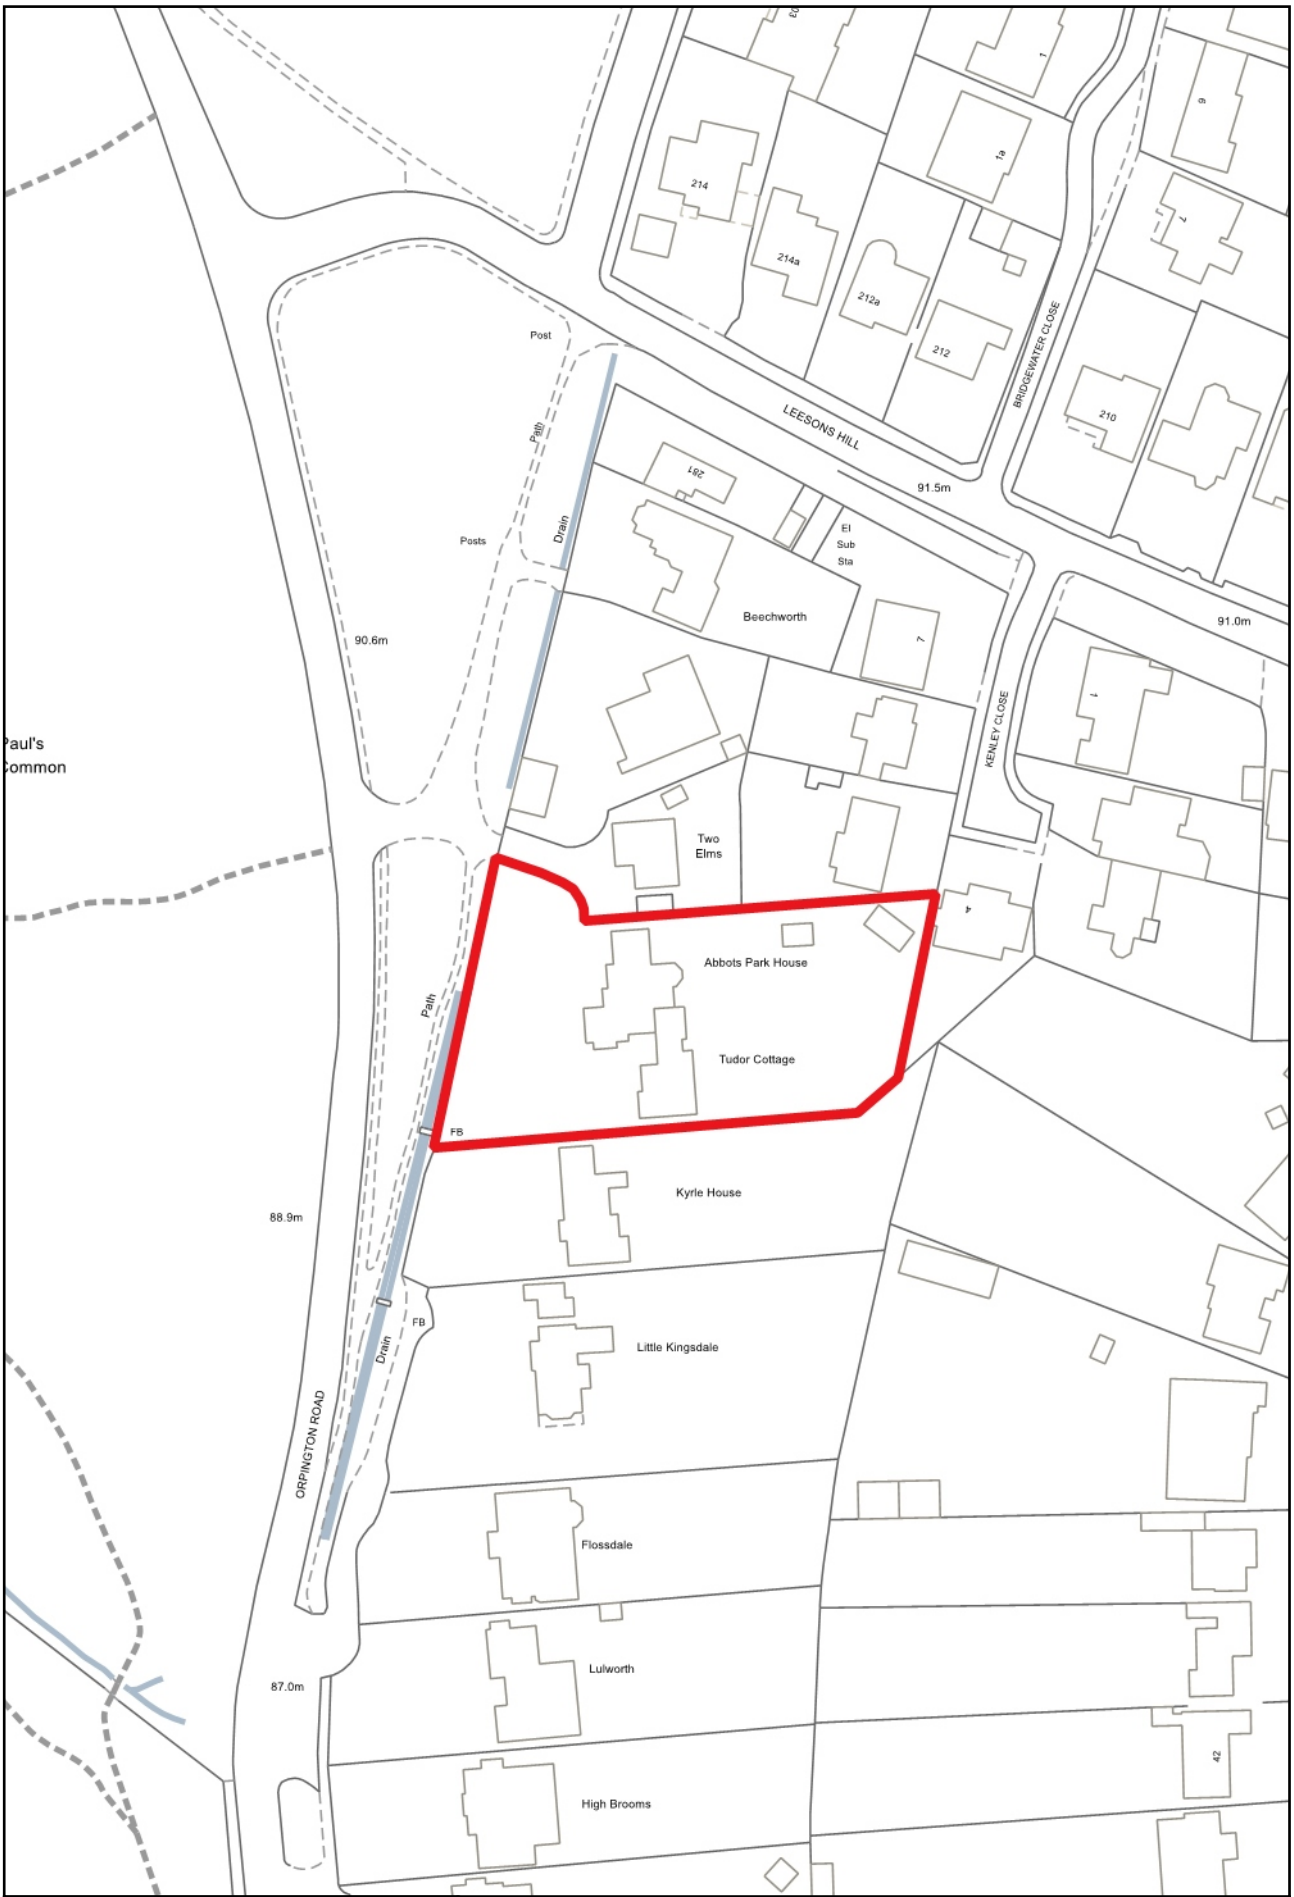 03
1
6
1a
214
7
214a
212a
212
BRIDGEWATER CLOSE
Post
210
LEESONS HILL
Path
281
91.5m
Drain
El
Sub
Sta
Posts
Beechworth
91.0m
7
90.6m
1
KENLEY CLOSE
Paul's
Common
Two
Elms
4
Abbots Park House
Path
Tudor Cottage
FB
Kyrle House
88.9m
FB
Drain
Little Kingsdale
ORPINGTON ROAD
Flossdale
Lulworth
87.0m
42
High Brooms